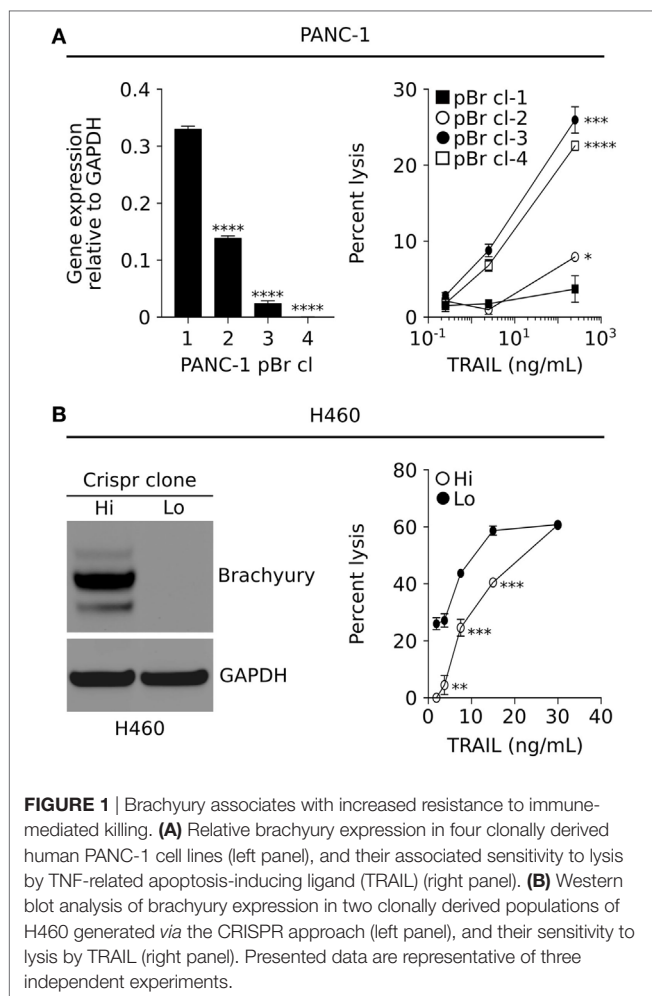 A
PANC-1
Gene expression
relative to GAPDH
0.4
0.3
0.2
0.1
0
****
****
****
1 2 3 4
PANC-1 pBr cl
Percent lysis
30
20
10
0
pBr cl-1
pBr cl-2
pBr cl-3
pBr cl-4
***
****
*
10-1 101 103
TRAIL (ng/mL)
B
H460
Crispr clone
Hi Lo
Brachyury
GAPDH
H460
Percent lysis
80
60
40
20
0
Hi
Lo
***
***
**
0 10 20 30 40
TRAIL (ng/mL)
FIGURE 1 | Brachyury associates with increased resistance to immune-
mediated killing. (A) Relative brachyury expression in four clonally derived
human PANC-1 cell lines (left panel), and their associated sensitivity to lysis
by TNF-related apoptosis-inducing ligand (TRAIL) (right panel). (B) Western
blot analysis of brachyury expression in two clonally derived populations of
H460 generated via the CRISPR approach (left panel), and their sensitivity to
lysis by TRAIL (right panel). Presented data are representative of three
independent experiments.